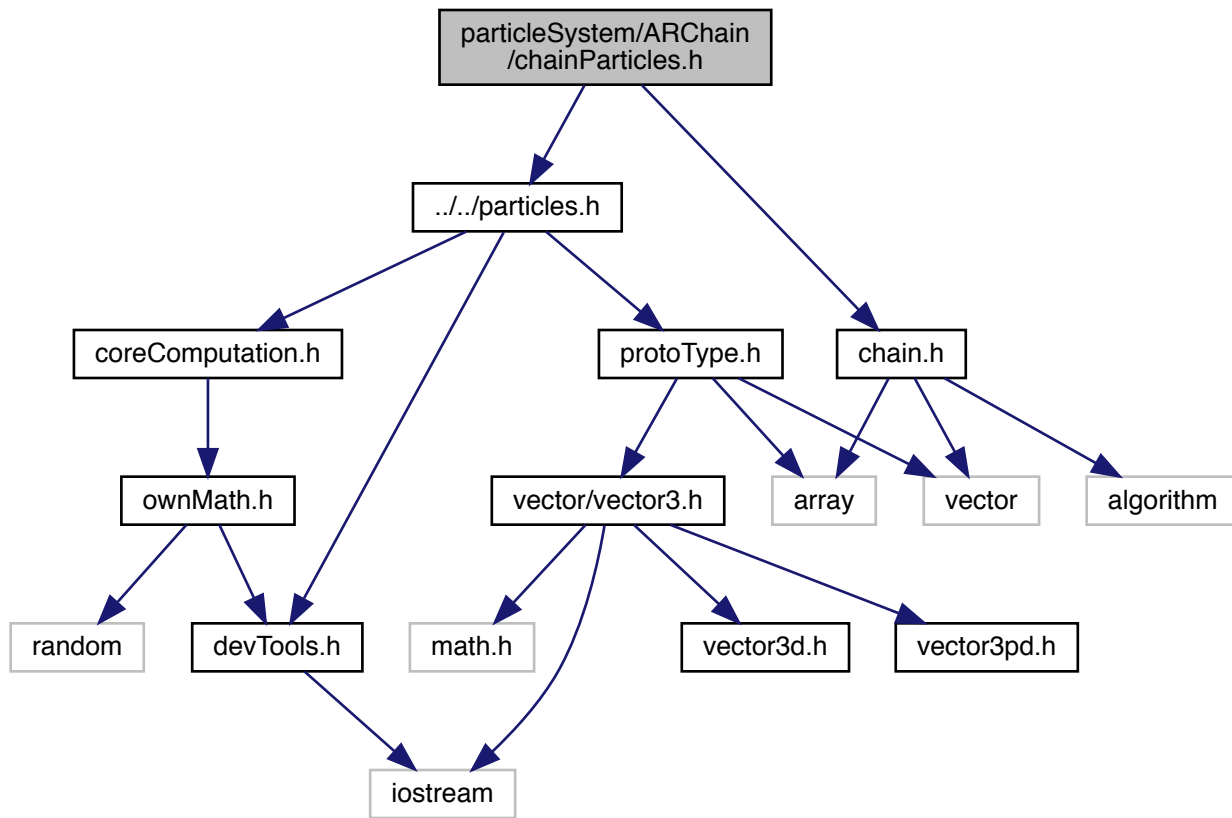 particleSystem/ARChain
/chainParticles.h
../../particles.h
coreComputation.h
protoType.h
chain.h
ownMath.h
vector/vector3.h
array
vector
algorithm
random
devTools.h
math.h
vector3d.h
vector3pd.h
iostream